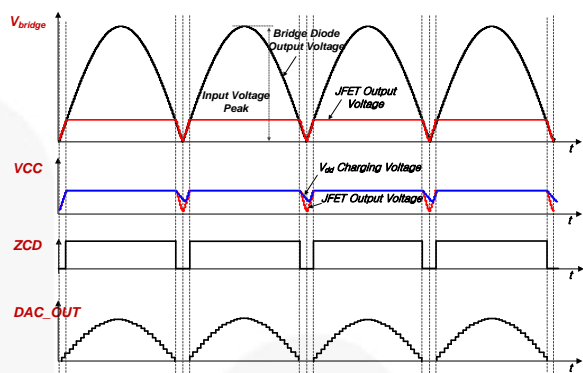 Vbridge
Bridge Diode
Output Voltage
Input Voltage
Peak
JFET Output
Voltage
t
VCC
Vdd Charging Voltage
JFET Output Voltage
t
ZCD
t
DAC_OUT
t